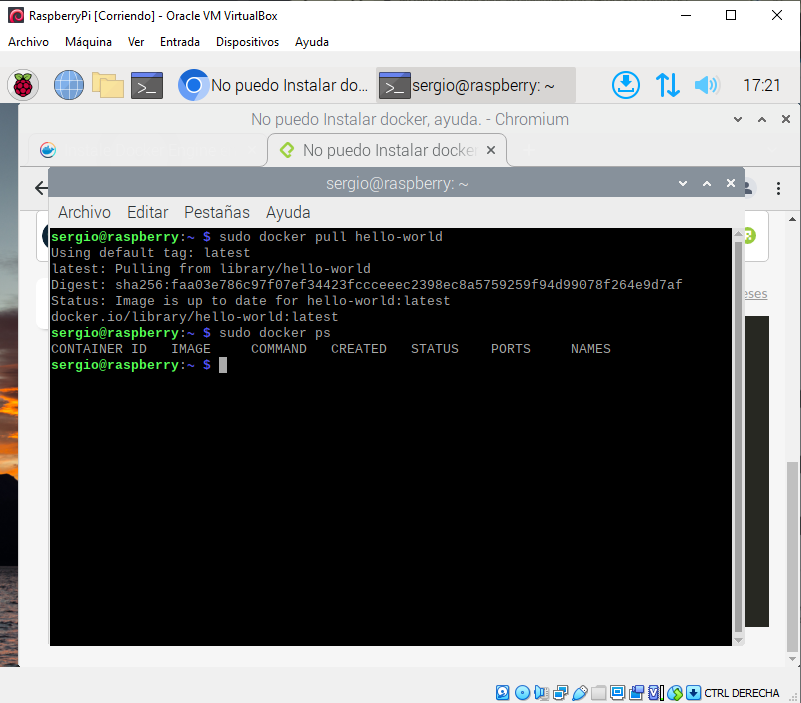 RaspberryPi [Corriendo] - Oracle VM VirtualBox
Archivo Máquina Ver Entrada Dispositivos Ayuda
No puedo Instalar do... sergio@raspberry: ~ 17:21
No puedo Instalar docker, ayuda. - Chromium
No puedo Instalar docke
sergio@raspberry: ~
Archivo Editar Pestañas Ayuda
sergio@raspberry:~ $ sudo docker pull hello-world
Using default tag: latest
latest: Pulling from library/hello-world
Digest: sha256:faa03e786c97f07ef34423fccceeec2398ec8a5759259f94d99078f264e9d7af
Status: Image is up to date for hello-world:latest
docker.io/library/hello-world:latest
sergio@raspberry:~ $ sudo docker ps
CONTAINER ID IMAGE COMMAND CREATED STATUS PORTS NAMES
sergio@raspberry:~ $
eses
CTRL DERECHA